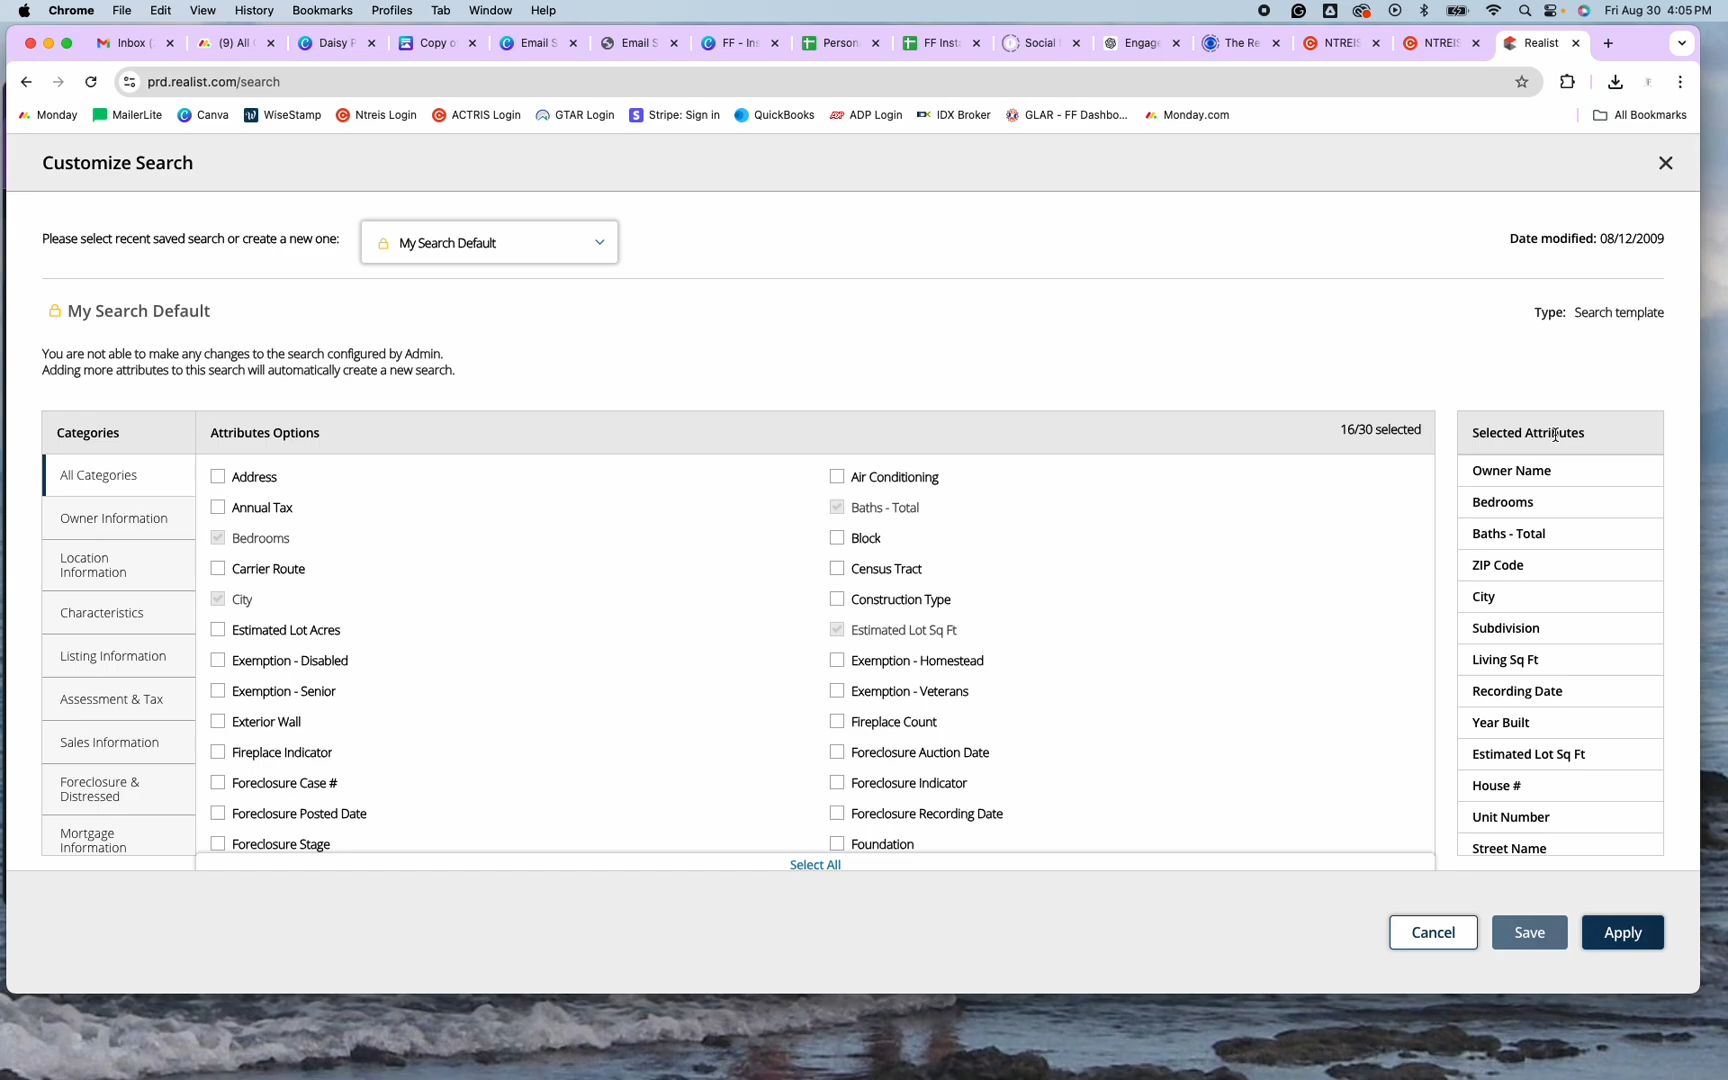 Chrome File Edit View History Bookmarks Profiles Tab Window Help Fri Aug 30 4:05 PM
Inbox ( (9) All ( Daisy P Copy o Email S Email S FF - Ins Person FF Inst Social Engage The Re NTREIS NTREIS Realist
prd.realist.com/search
Monday MailerLite Canva WiseStamp Ntreis Login ACTRIS Login GTAR Login Stripe: Sign in QuickBooks ADP Login IDX Broker GLAR - FF Dashbo... Monday.com All Bookmarks
Customize Search
Please select recent saved search or create a new one: My Search Default Date modified: 08/12/2009
My Search Default Type: Search template
You are not able to make any changes to the search configured by Admin.
Adding more attributes to this search will automatically create a new search.
Categories Attributes Options 16/30 selected Selected Attributes
All Categories
Owner Information
Location
Information
Characteristics
Listing Information
Assessment & Tax
Sales Information
Foreclosure &
Distressed
Mortgage
Information
Address Air Conditioning
Annual Tax Baths - Total
Bedrooms Block
Carrier Route Census Tract
City Construction Type
Estimated Lot Acres Estimated Lot Sq Ft
Exemption - Disabled Exemption - Homestead
Exemption - Senior Exemption - Veterans
Exterior Wall Fireplace Count
Fireplace Indicator Foreclosure Auction Date
Foreclosure Case # Foreclosure Indicator
Foreclosure Posted Date Foreclosure Recording Date
Foreclosure Stage Foundation
Select All
Owner Name
Bedrooms
Baths - Total
ZIP Code
City
Subdivision
Living Sq Ft
Recording Date
Year Built
Estimated Lot Sq Ft
House #
Unit Number
Street Name
Cancel Save Apply